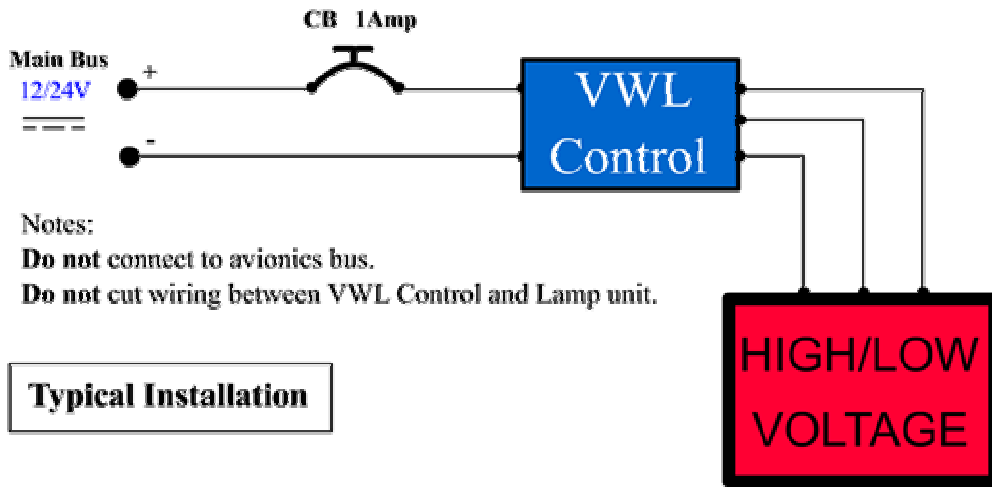 CB 1Amp
Main Bus
12/24V
+
-
VWL
Control
Notes:
Do not connect to avionics bus.
Do not cut wiring between VWL Control and Lamp unit.
HIGH/LOW
VOLTAGE
Typical Installation